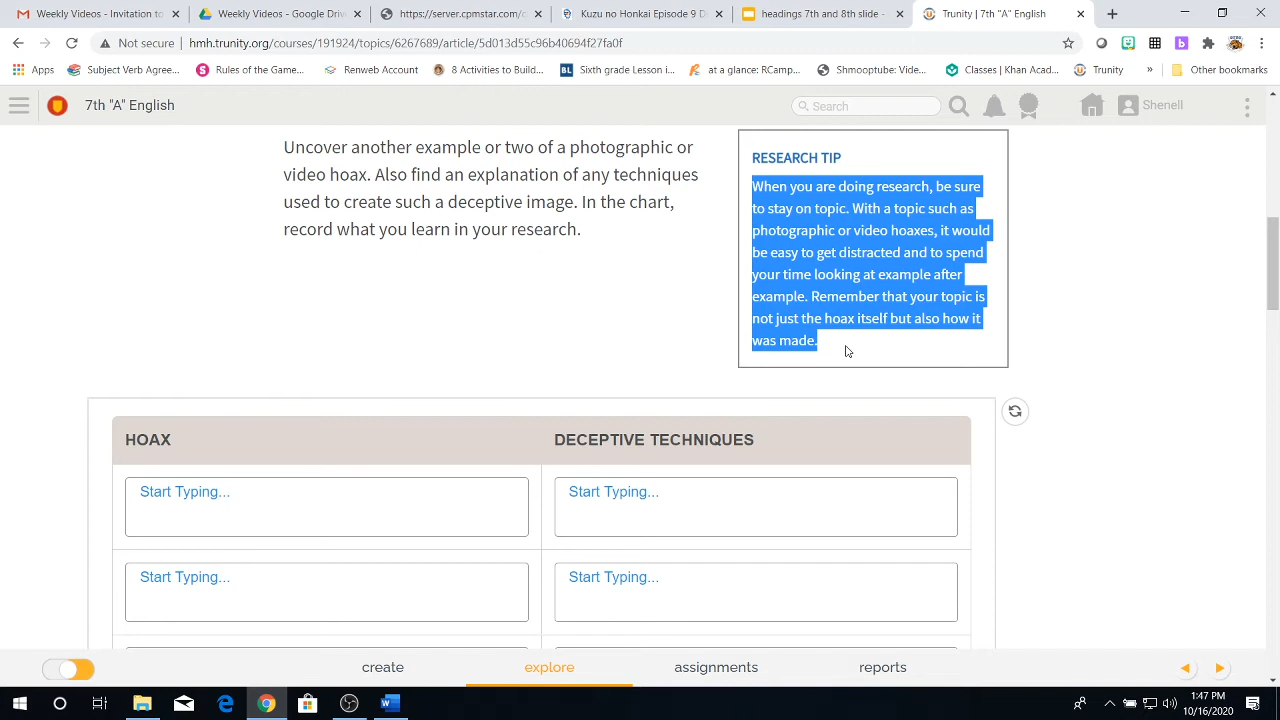 Weekly Videos - Invitation to
Weekly Videos - Google Drive
https://server.cpmstar.com/c
Kuzu no Honkai Episode 9 D
headings 7th and 8th slide -
Trunity | 7th "A" English
Not secure | hmh.trunity.org/courses/191924/topics/6267369/article/5d013d55c96b40694f27fa0f
Apps
Subject Verb Agree...
Rules of the Game...
Renweb Account
8 Activities to Build...
Sixth grade Lesson i...
at a glance: RCamp...
Shmooptube: Vide...
Classes | Khan Acad...
Trunity
»
Other bookmarks
7th "A" English
Search
Shenell
Uncover another example or two of a photographic or
video hoax. Also find an explanation of any techniques
used to create such a deceptive image. In the chart,
record what you learn in your research.
RESEARCH TIP
When you are doing research, be sure
to stay on topic. With a topic such as
photographic or video hoaxes, it would
be easy to get distracted and to spend
your time looking at example after
example. Remember that your topic is
not just the hoax itself but also how it
was made.
HOAX
DECEPTIVE TECHNIQUES
Start Typing...
Start Typing...
Start Typing...
Start Typing...
create
explore
assignments
reports
1:47 PM
10/16/2020